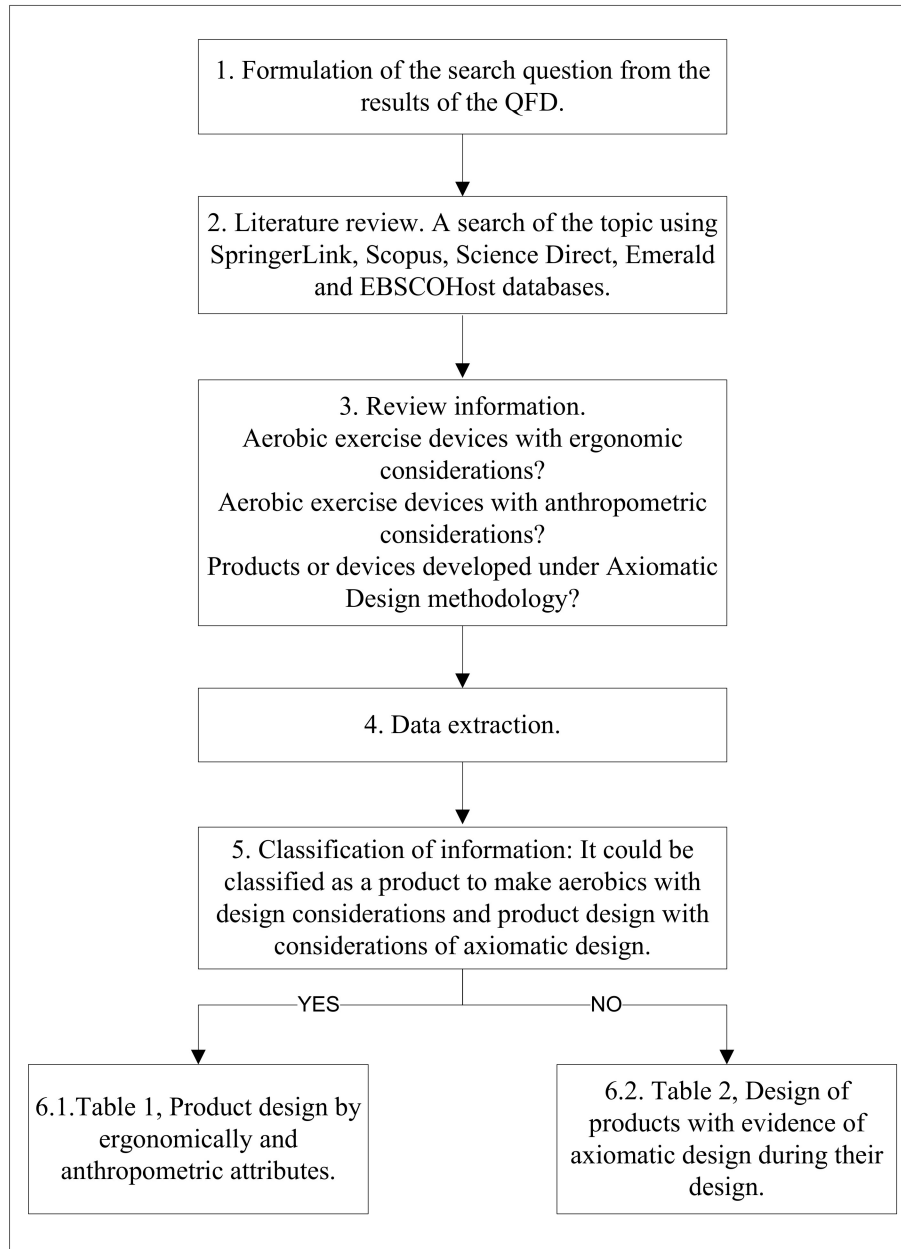 1. Formulation of the search question from the
results of the QFD.
2. Literature review. A search of the topic using
SpringerLink, Scopus, Science Direct, Emerald
and EBSCOHost databases.
3. Review information.
Aerobic exercise devices with ergonomic
considerations?
Aerobic exercise devices with anthropometric
considerations?
Products or devices developed under Axiomatic
Design methodology?
4. Data extraction.
5. Classification of information: It could be
classified as a product to make aerobics with
design considerations and product design with
considerations of axiomatic design.
YES
NO
6.1.Table 1, Product design by
ergonomically and
anthropometric attributes.
6.2. Table 2, Design of
products with evidence of
axiomatic design during their
design.